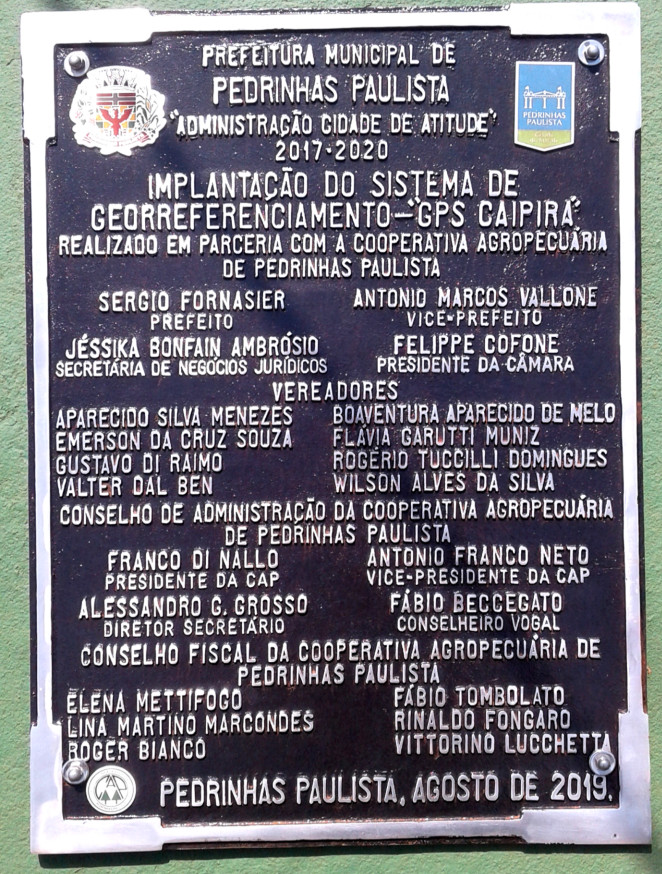 PREFEITURA MUNICIPAL DE
PEDRINHAS PAULISTA
"ADMINISTRAÇÃO CIDADE DE ATITUDE"
2017-2020
PEDRINHAS
PAULISTA
IMPLANTAÇÃO DO SISTEMA DE
GEORREFERENCIAMENTO-"GPS CAIPIRA"
REALIZADO EM PARCERIA COM A COOPERATIVA AGROPECUÁRIA
DE PEDRINHAS PAULISTA
SERGIO FORNASIER ANTONIO MARCOS VALLONE
PREFEITO VICE-PREFEITO
JÉSSIKA BONFAIN AMBRÓSIO FELIPPE COFONE
SECRETÁRIA DE NEGÓCIOS JURÍDICOS PRESIDENTE DA CÂMARA
VEREADORES
APARECIDO SILVA MENEZES BOAVENTURA APARECIDO DE MELO
EMERSON DA CRUZ SOUZA FLÁVIA GARUTTI MUNIZ
GUSTAVO DI RAIMO ROGÉRIO TUCCILLI DOMINGUES
VALTER DAL BEN WILSON ALVES DA SILVA
CONSELHO DE ADMINISTRAÇÃO DA COOPERATIVA AGROPECUÁRIA
DE PEDRINHAS PAULISTA
FRANCO DI NALLO ANTONIO FRANCO NETO
PRESIDENTE DA CAP VICE-PRESIDENTE DA CAP
ALESSANDRO G. GROSSO FÁBIO BECCEGATO
DIRETOR SECRETÁRIO CONSELHEIRO VOGAL
CONSELHO FISCAL DA COOPERATIVA AGROPECUÁRIA DE
PEDRINHAS PAULISTA
ELENA METTIFOGO FÁBIO TOMBOLATO
LINA MARTINO MARCONDES RINALDO FONGARO
ROGER BIANCO VITTORINO LUCCHETTA
PEDRINHAS PAULISTA, AGOSTO DE 2019.